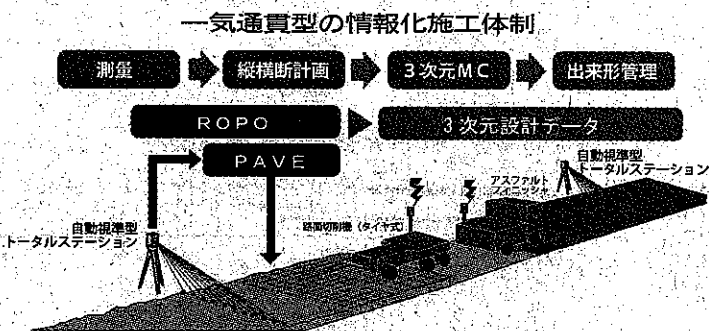 一気通貫型の情報化施工体制
測量
縦横断計画
3次元MC
出来形管理
ROPO
3次元設計データ
PAVE
自動視準型
トータルステーション
アスファルト
フィニッシャ
路面切削機(タイヤ式)
自動視準型
トータルステーション